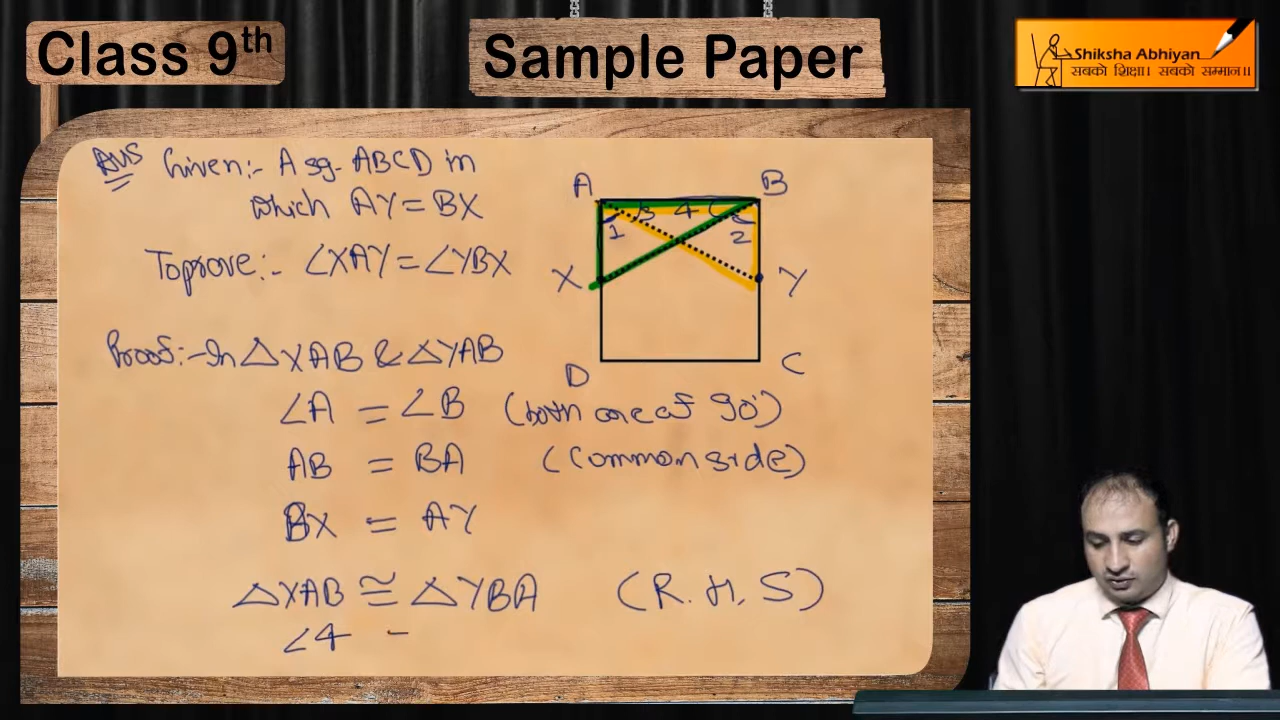 Class 9th
Sample Paper
Shiksha Abhiyan
सबको शिक्षा। सबको सम्मान।।
Ans Given:- A sq. ABCD in
which AY = BX
To prove:- ∠XAY = ∠YBX
Proof:- In △XAB & △YAB
∠A = ∠B (both are of 90°)
AB = BA (Common side)
BX = AY
△XAB ≅ △YBA (R.H.S)
∠4 =
A B
1 3 4 2
X Y
D C